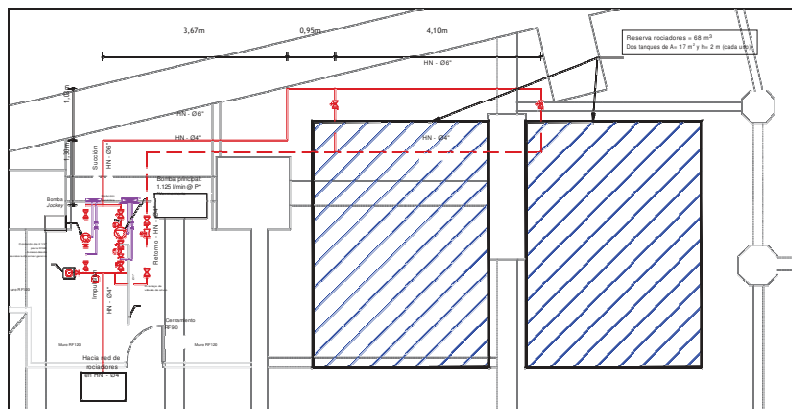 3,67m
0,95m
4,10m
Reserva rociadores = 68 m³
Dos tanques de A= 17 m² y h= 2 m (cada uno)
HN - Ø6"
HN - Ø6"
HN - Ø4"
HN - Ø4"
1,30m
Succión
HN - Ø6"
Bomba principal:
1.125 l/min @ P"
Bomba
Jockey
Retorno - HN
Impulsión
HN - Ø4"
Cerramiento
RF90
Muro RF120
Muro RF120
Hacia red de
rociadores
en HN - Ø4"